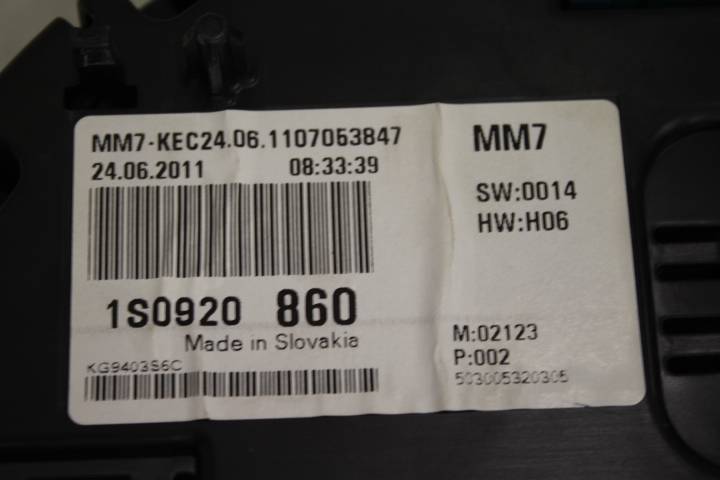 MM7-KEC24.06.1107053847
24.06.2011 08:33:39
1S0920 860
Made in Slovakia
KG9403S6C
MM7
SW:0014
HW:H06
M:02123
P:002
503005320305